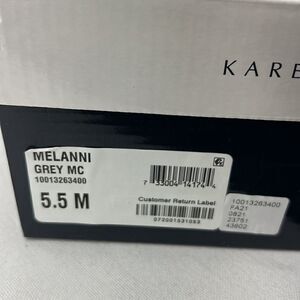 KARE
MELANNI
GREY MC
10013263400
5.5 M
7 33004 14174 4
Customer Return Label
10013263400
FA21
0821
23751
43602